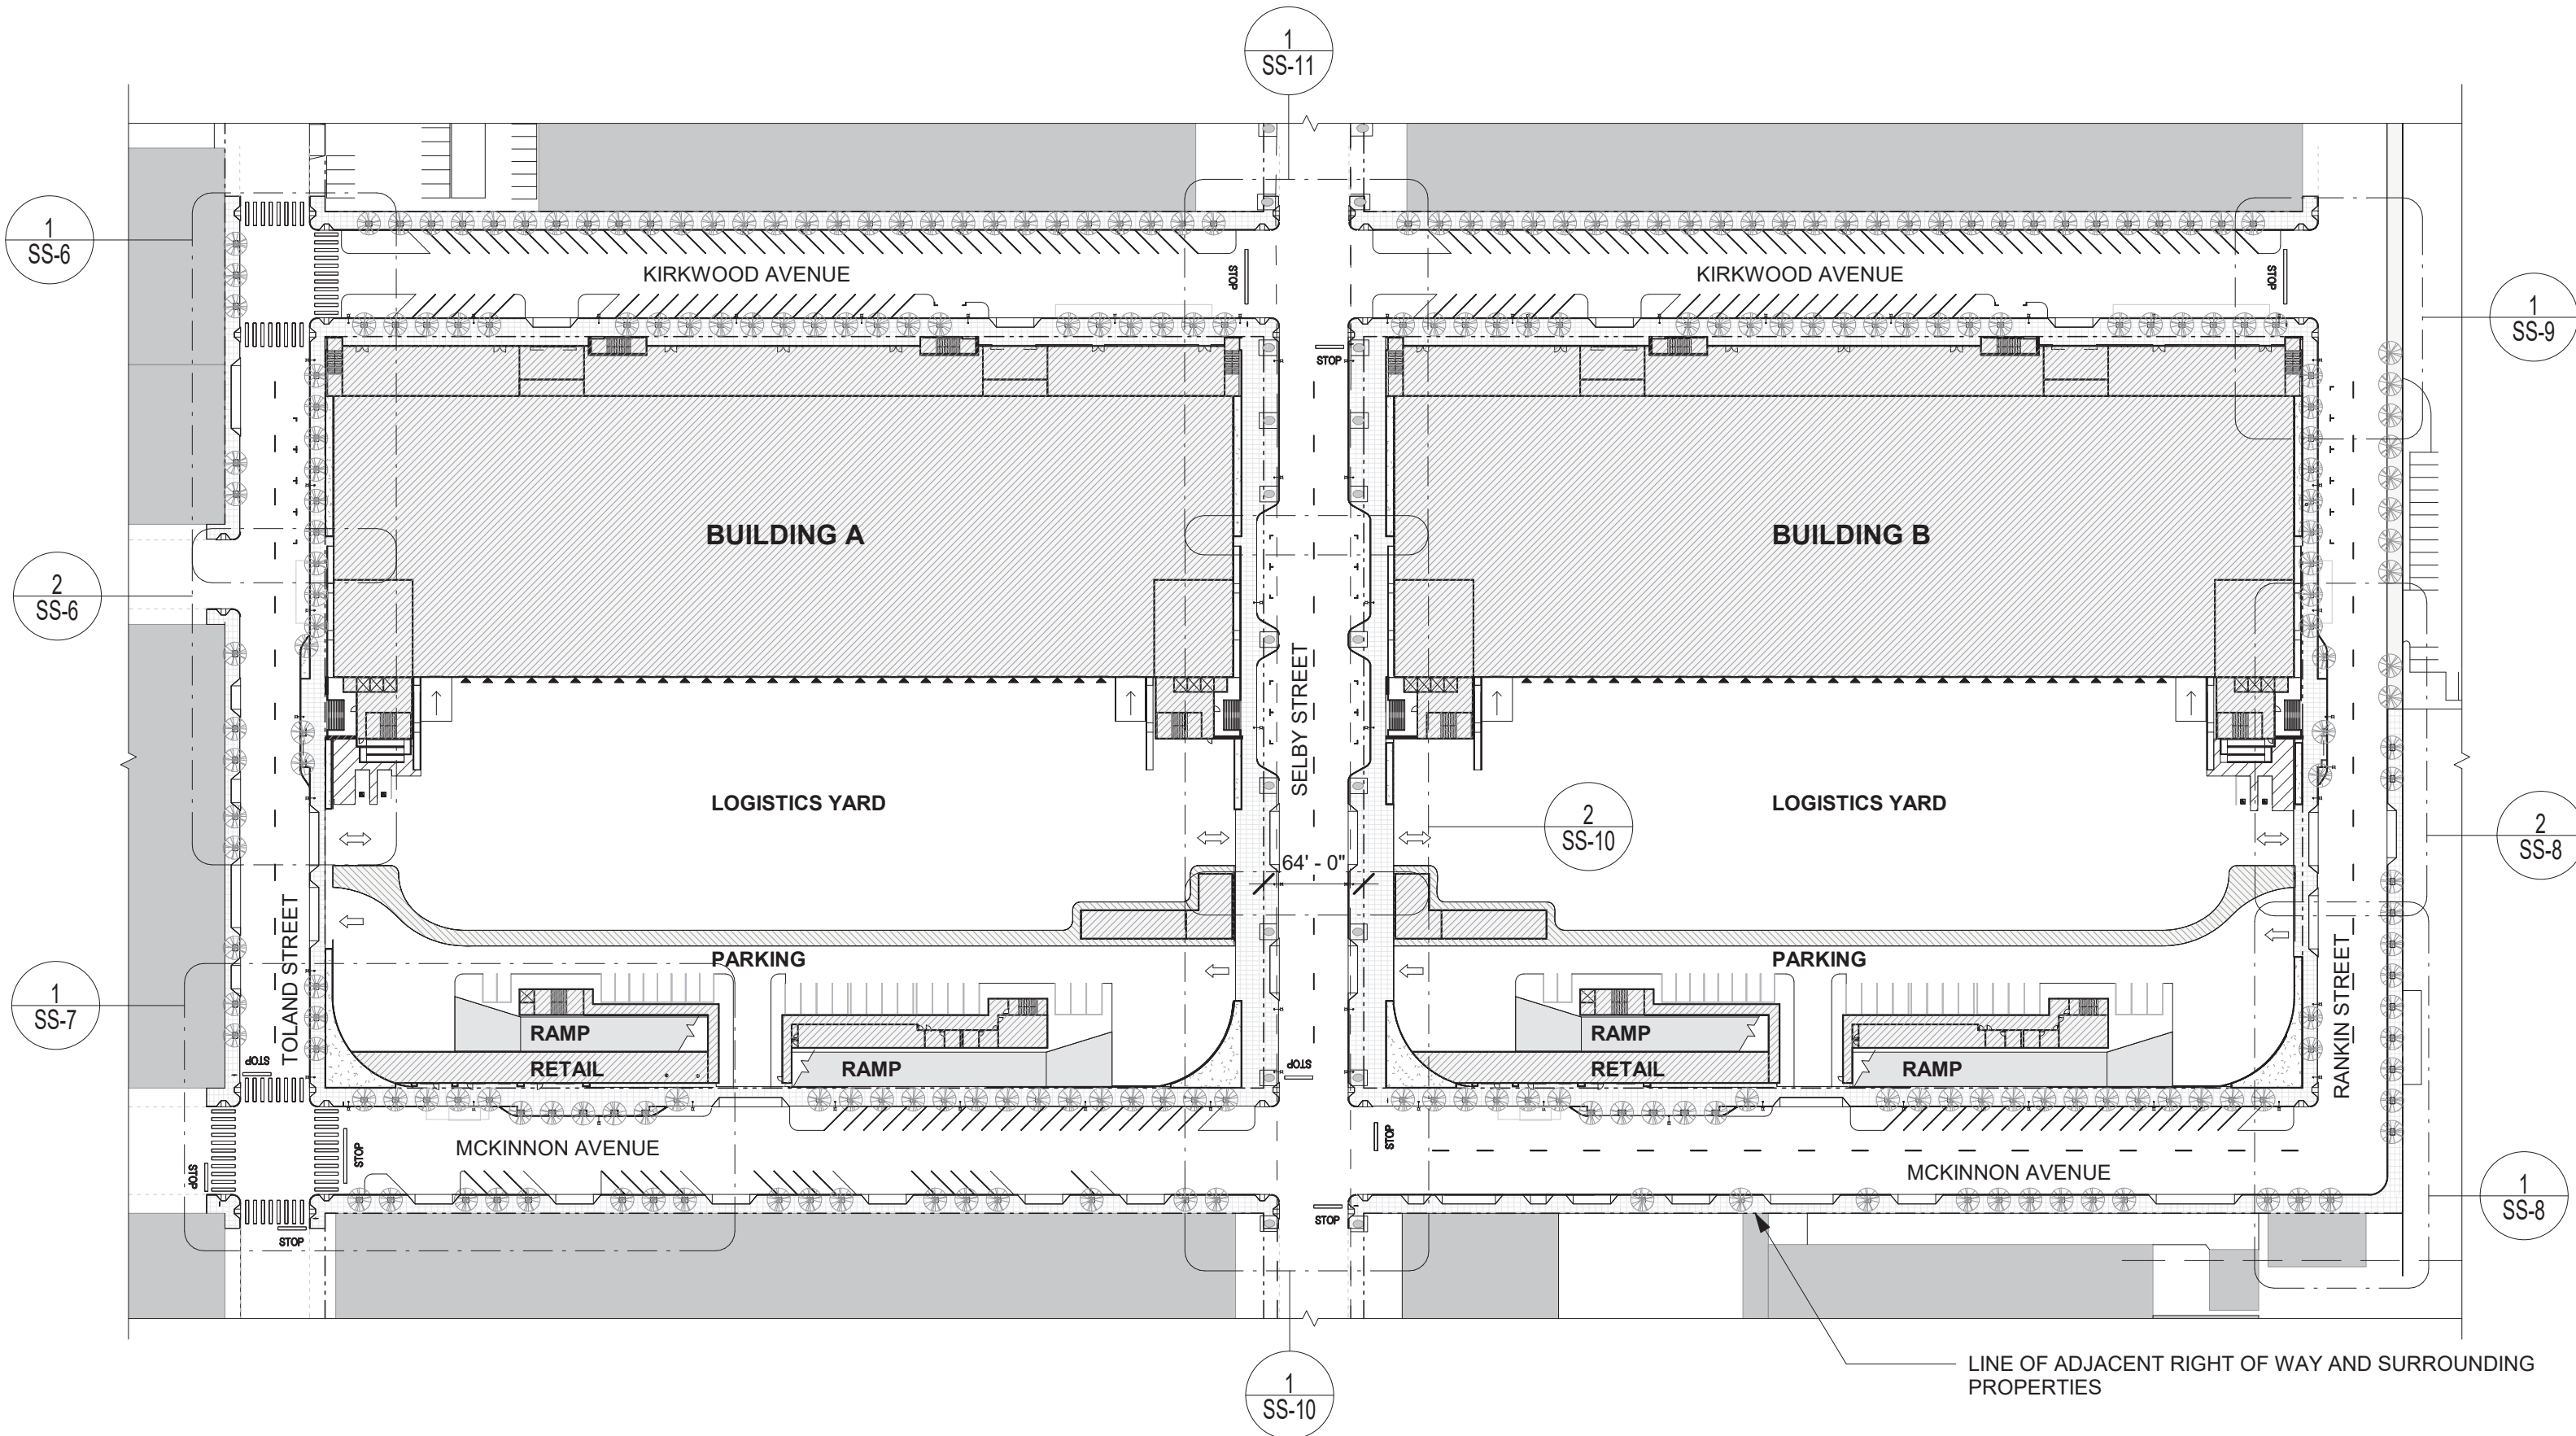 1
SS-11
1
SS-6
KIRKWOOD AVENUE
STOP
KIRKWOOD AVENUE
STOP
1
SS-9
STOP
BUILDING A
BUILDING B
2
SS-6
SELBY STREET
LOGISTICS YARD
LOGISTICS YARD
2
SS-10
2
SS-8
64' - 0"
TOLAND STREET
PARKING
PARKING
RANKIN STREET
1
SS-7
RAMP
RETAIL
RAMP
RAMP
RETAIL
RAMP
STOP
STOP
MCKINNON AVENUE
STOP
STOP
STOP
MCKINNON AVENUE
STOP
STOP
1
SS-8
LINE OF ADJACENT RIGHT OF WAY AND SURROUNDING
PROPERTIES
1
SS-10